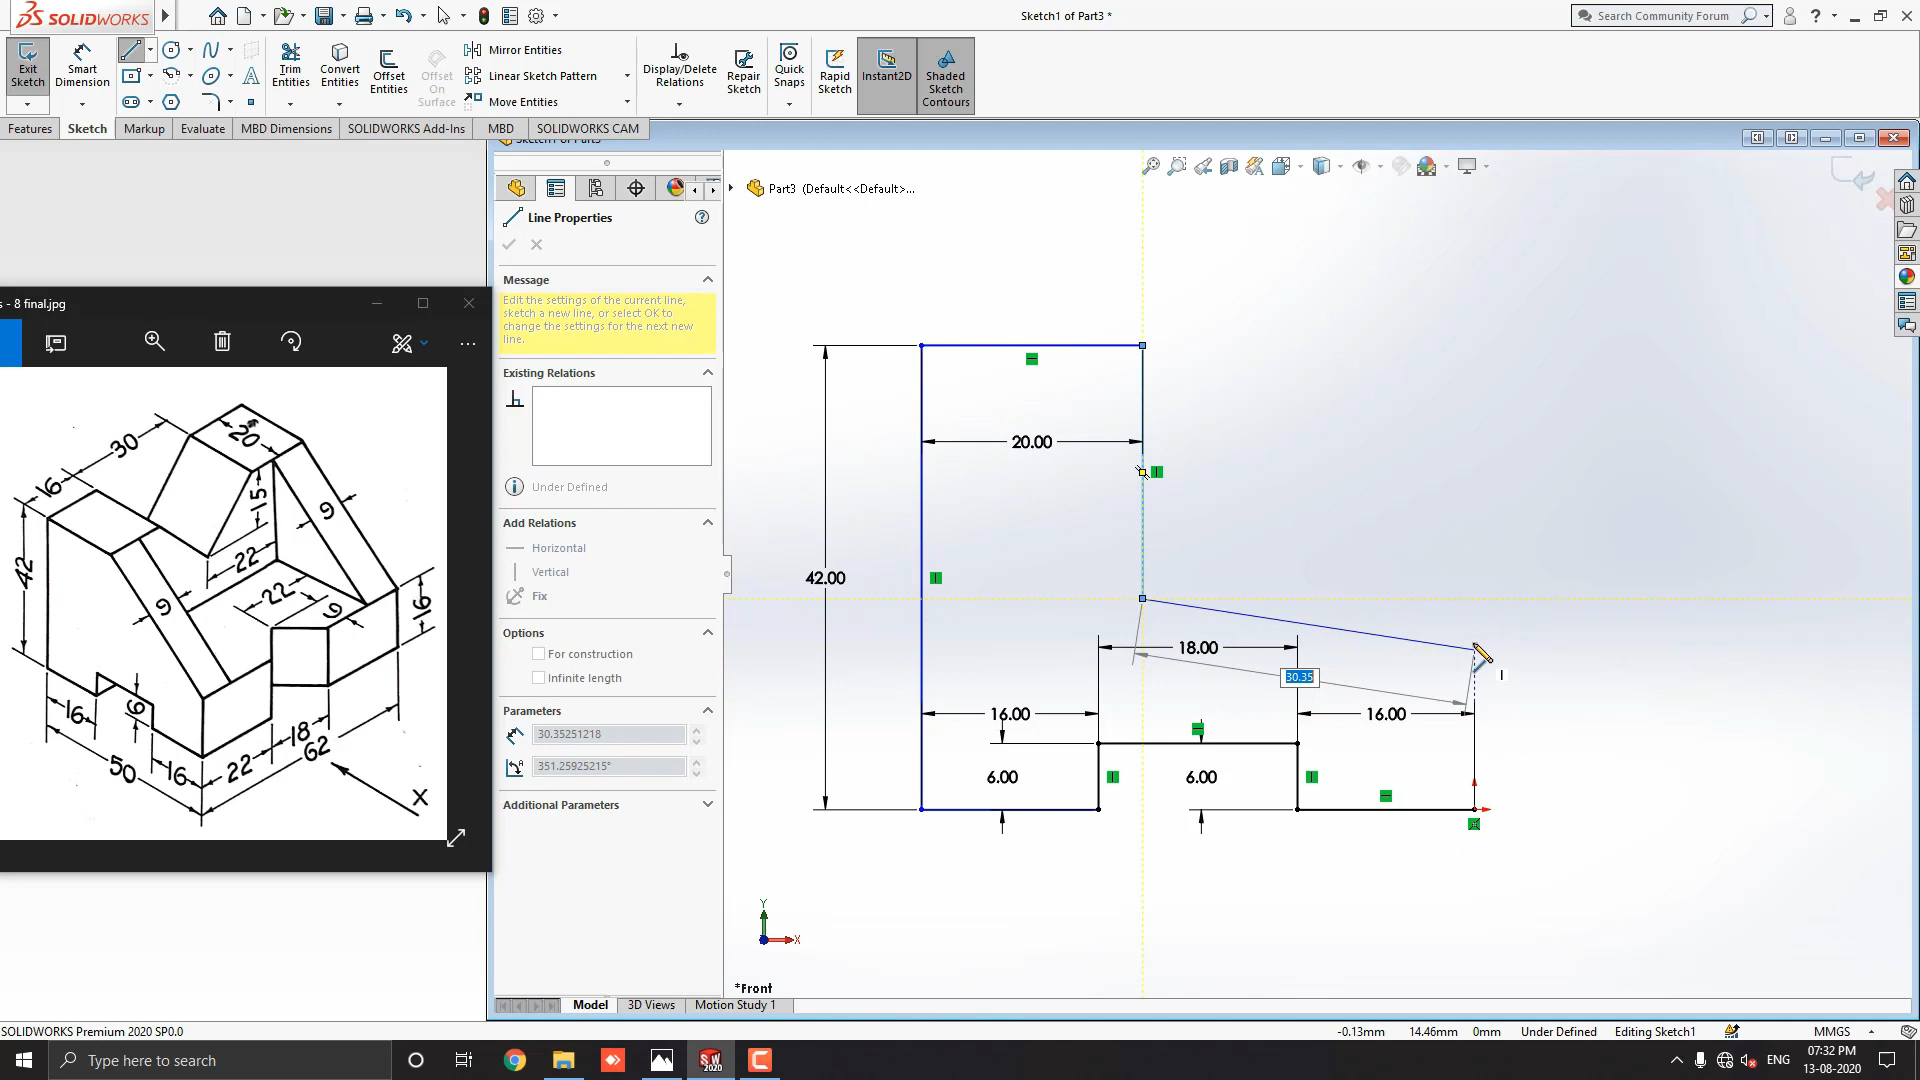 SOLIDWORKS
Sketch1 of Part3 *
Search Community Forum
Exit Sketch
Smart Dimension
Trim Entities
Convert Entities
Offset Entities
Offset On Surface
Mirror Entities
Linear Sketch Pattern
Move Entities
Display/Delete Relations
Repair Sketch
Quick Snaps
Rapid Sketch
Instant2D
Shaded Sketch Contours
Features
Sketch
Markup
Evaluate
MBD Dimensions
SOLIDWORKS Add-Ins
MBD
SOLIDWORKS CAM
Sketch1 of Part3
Part3 (Default<<Default>...
Line Properties
Message
Edit the settings of the current line,
sketch a new line, or select OK to
change the settings for the next new
line.
Existing Relations
Under Defined
Add Relations
Horizontal
Vertical
Fix
Options
For construction
Infinite length
Parameters
30.35251218
351.25925215°
Additional Parameters
s - 8 final.jpg
30
20
16
15
9
42
22
22
9
9
16
16
6
18
62
50
16
22
X
20.00
42.00
18.00
30.35
16.00
16.00
6.00
6.00
Y
X
*Front
Model
3D Views
Motion Study 1
SOLIDWORKS Premium 2020 SP0.0
-0.13mm
14.46mm
0mm
Under Defined
Editing Sketch1
MMGS
Type here to search
SW
2020
ENG
07:32 PM
13-08-2020